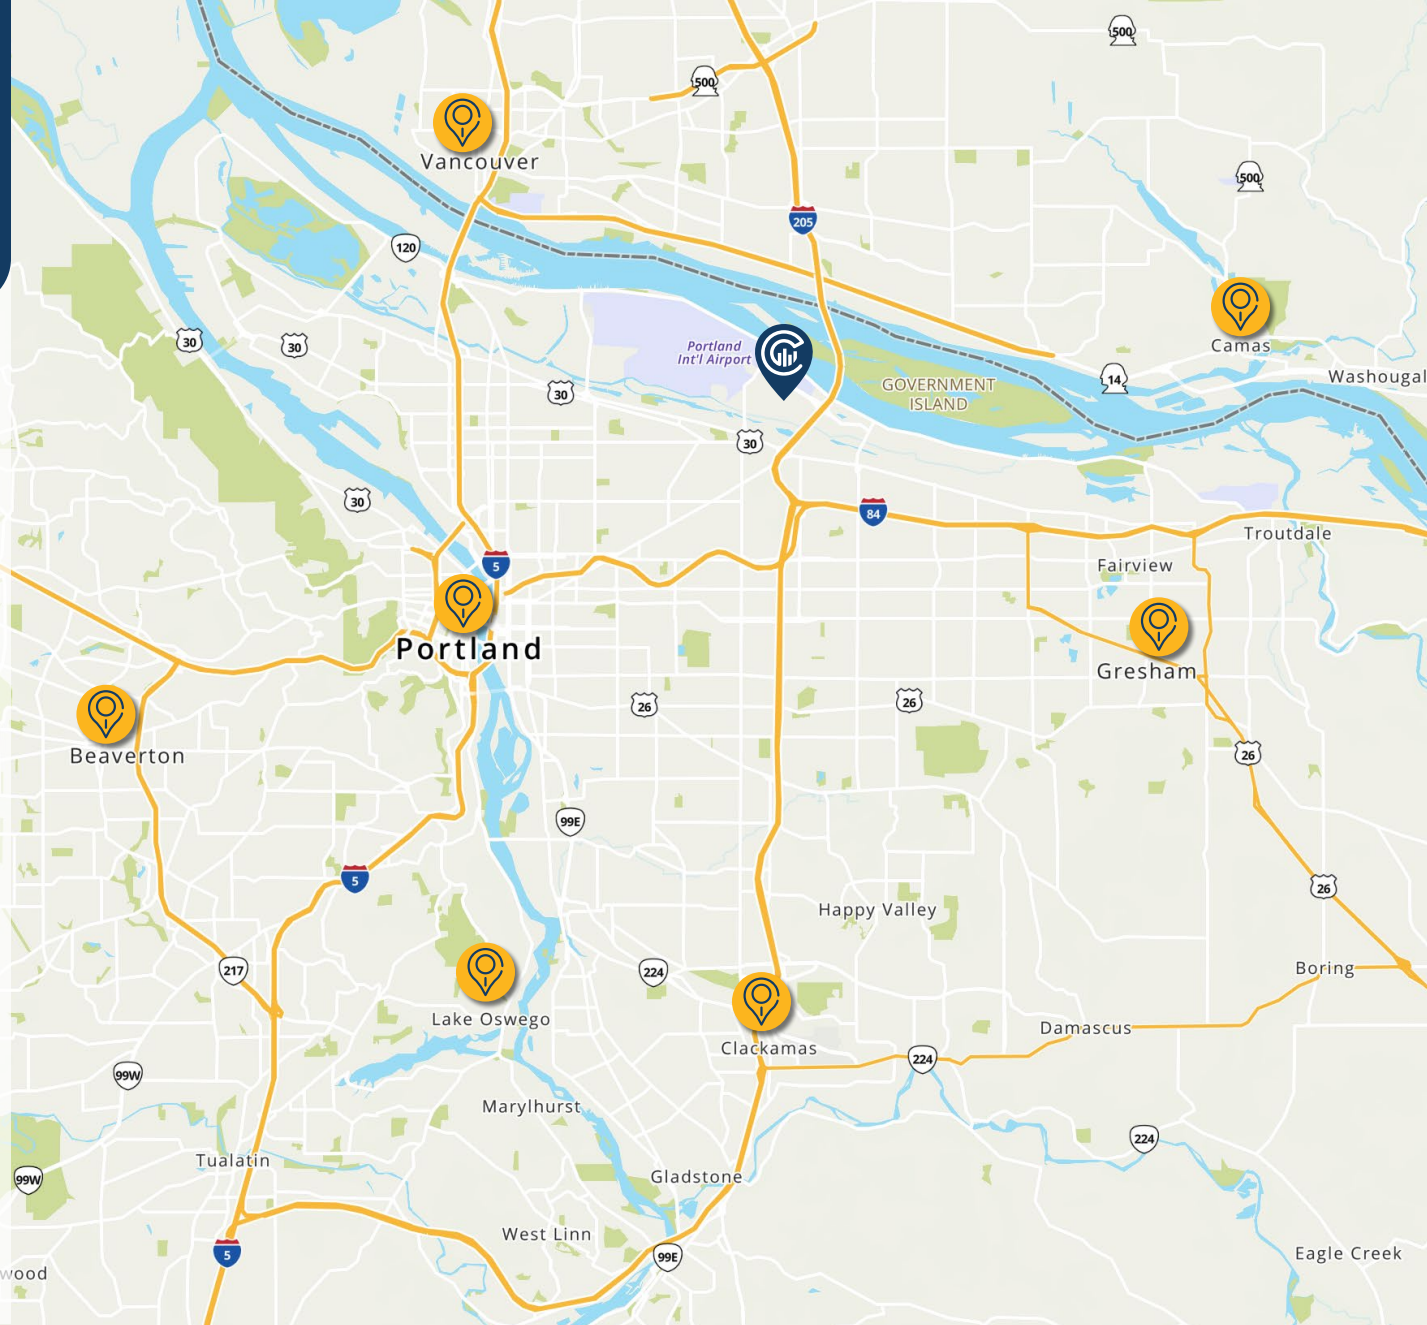 500
500
Vancouver
500
205
120
Camas
30
30
Portland
Int'l Airport
14
Washougal
GOVERNMENT
ISLAND
30
30
30
84
Troutdale
5
Fairview
Portland
Gresham
26
26
Beaverton
26
99E
5
26
Happy Valley
217
224
Boring
Lake Oswego
Damascus
Clackamas
224
99W
Marylhurst
224
Tualatin
99W
Gladstone
West Linn
5
99E
Eagle Creek
wood